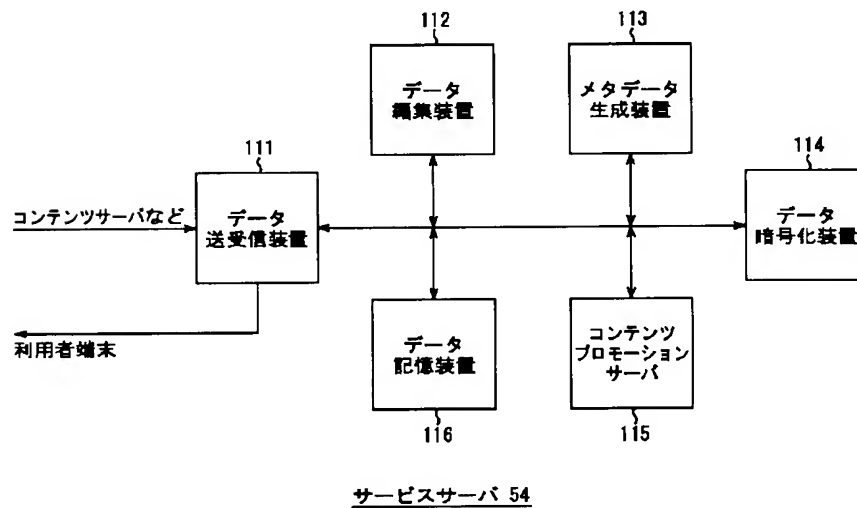 112
113
データ
編集装置
メタデータ
生成装置
111
114
コンテンツサーバなど
データ
送受信装置
データ
暗号化装置
利用者端末
データ
記憶装置
コンテンツ
プロモーション
サーバ
116
115
サービスサーバ 54